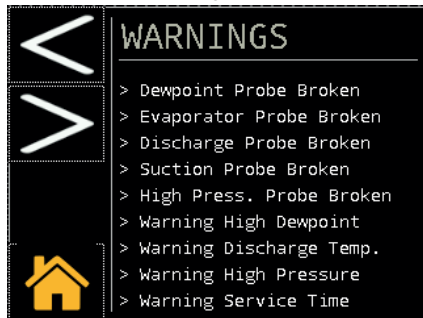 WARNINGS
> Dewpoint Probe Broken
> Evaporator Probe Broken
> Discharge Probe Broken
> Suction Probe Broken
> High Press. Probe Broken
> Warning High Dewpoint
> Warning Discharge Temp.
> Warning High Pressure
> Warning Service Time